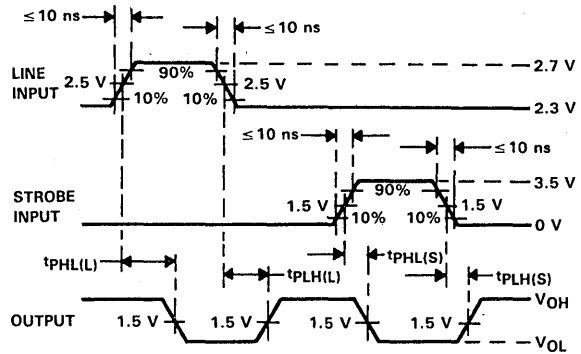 ≤ 10 ns
≤ 10 ns
LINE
INPUT
2.5 V
90%
10%
10%
2.5 V
2.7 V
2.3 V
≤ 10 ns
≤ 10 ns
STROBE
INPUT
1.5 V
90%
10%
10%
1.5 V
3.5 V
0 V
tPHL(L)
tPLH(L)
tPHL(S)
tPLH(S)
OUTPUT
1.5 V
1.5 V
1.5 V
1.5 V
VOH
VOL